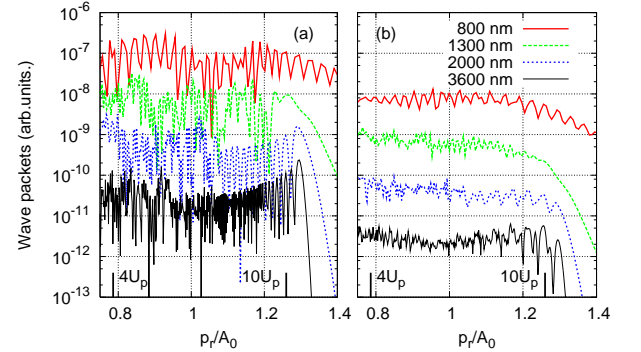 Wave packets (arb.units.)
10^-6
10^-7
10^-8
10^-9
10^-10
10^-11
10^-12
10^-13
(a)
4U_p
10U_p
0.8
1
1.2
1.4
p_r/A_0
(b)
800 nm
1300 nm
2000 nm
3600 nm
4U_p
10U_p
0.8
1
1.2
1.4
p_r/A_0